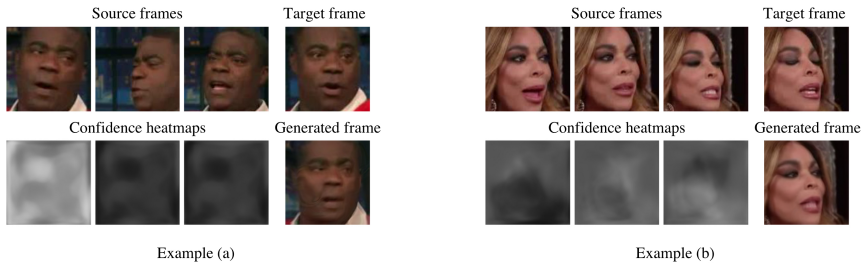 Source frames
Target frame
Confidence heatmaps
Generated frame
Example (a)
Source frames
Target frame
Confidence heatmaps
Generated frame
Example (b)